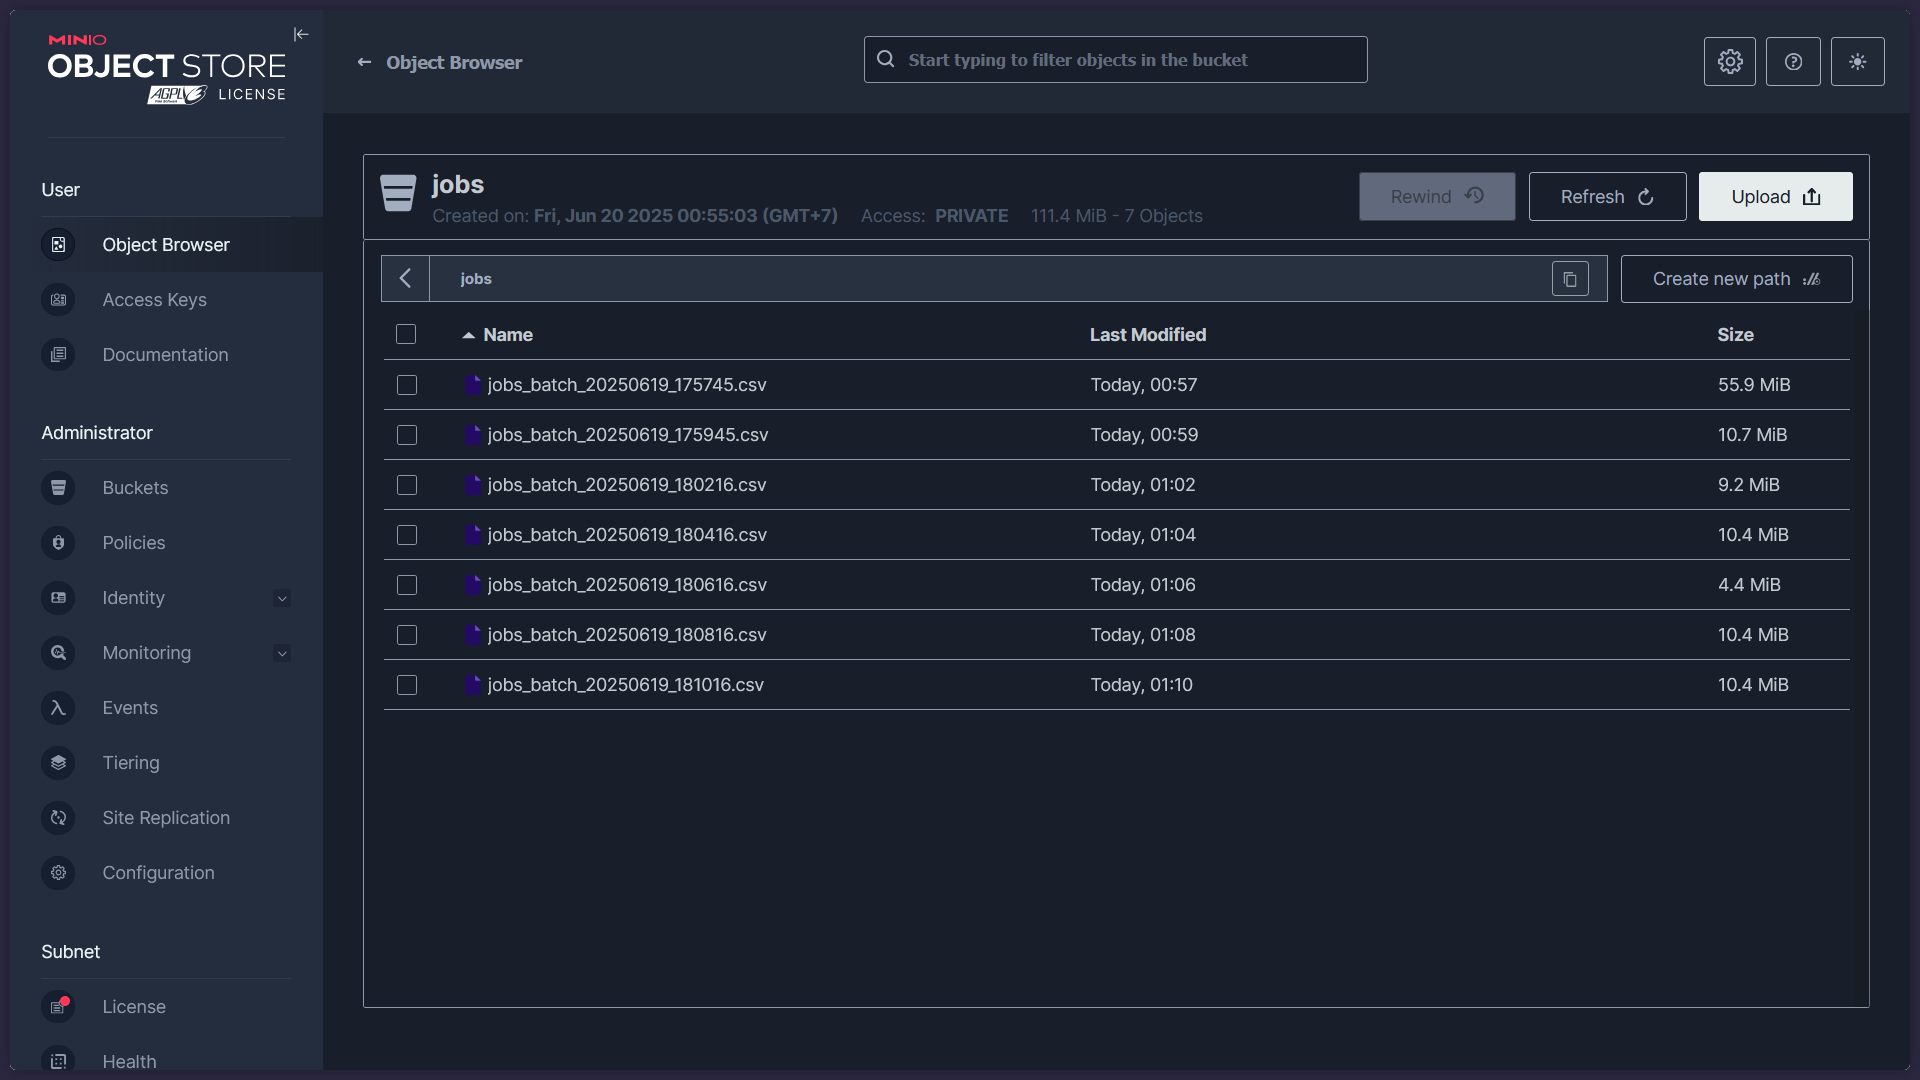 MINIO
OBJECT STORE
AGPL LICENSE
User
Object Browser
Access Keys
Documentation
Administrator
Buckets
Policies
Identity
Monitoring
Events
Tiering
Site Replication
Configuration
Subnet
License
Health
Object Browser
Start typing to filter objects in the bucket
jobs
Created on: Fri, Jun 20 2025 00:55:03 (GMT+7) Access: PRIVATE 111.4 MiB - 7 Objects
Rewind Refresh Upload
jobs Create new path
Name Last Modified Size
jobs_batch_20250619_175745.csv Today, 00:57 55.9 MiB
jobs_batch_20250619_175945.csv Today, 00:59 10.7 MiB
jobs_batch_20250619_180216.csv Today, 01:02 9.2 MiB
jobs_batch_20250619_180416.csv Today, 01:04 10.4 MiB
jobs_batch_20250619_180616.csv Today, 01:06 4.4 MiB
jobs_batch_20250619_180816.csv Today, 01:08 10.4 MiB
jobs_batch_20250619_181016.csv Today, 01:10 10.4 MiB